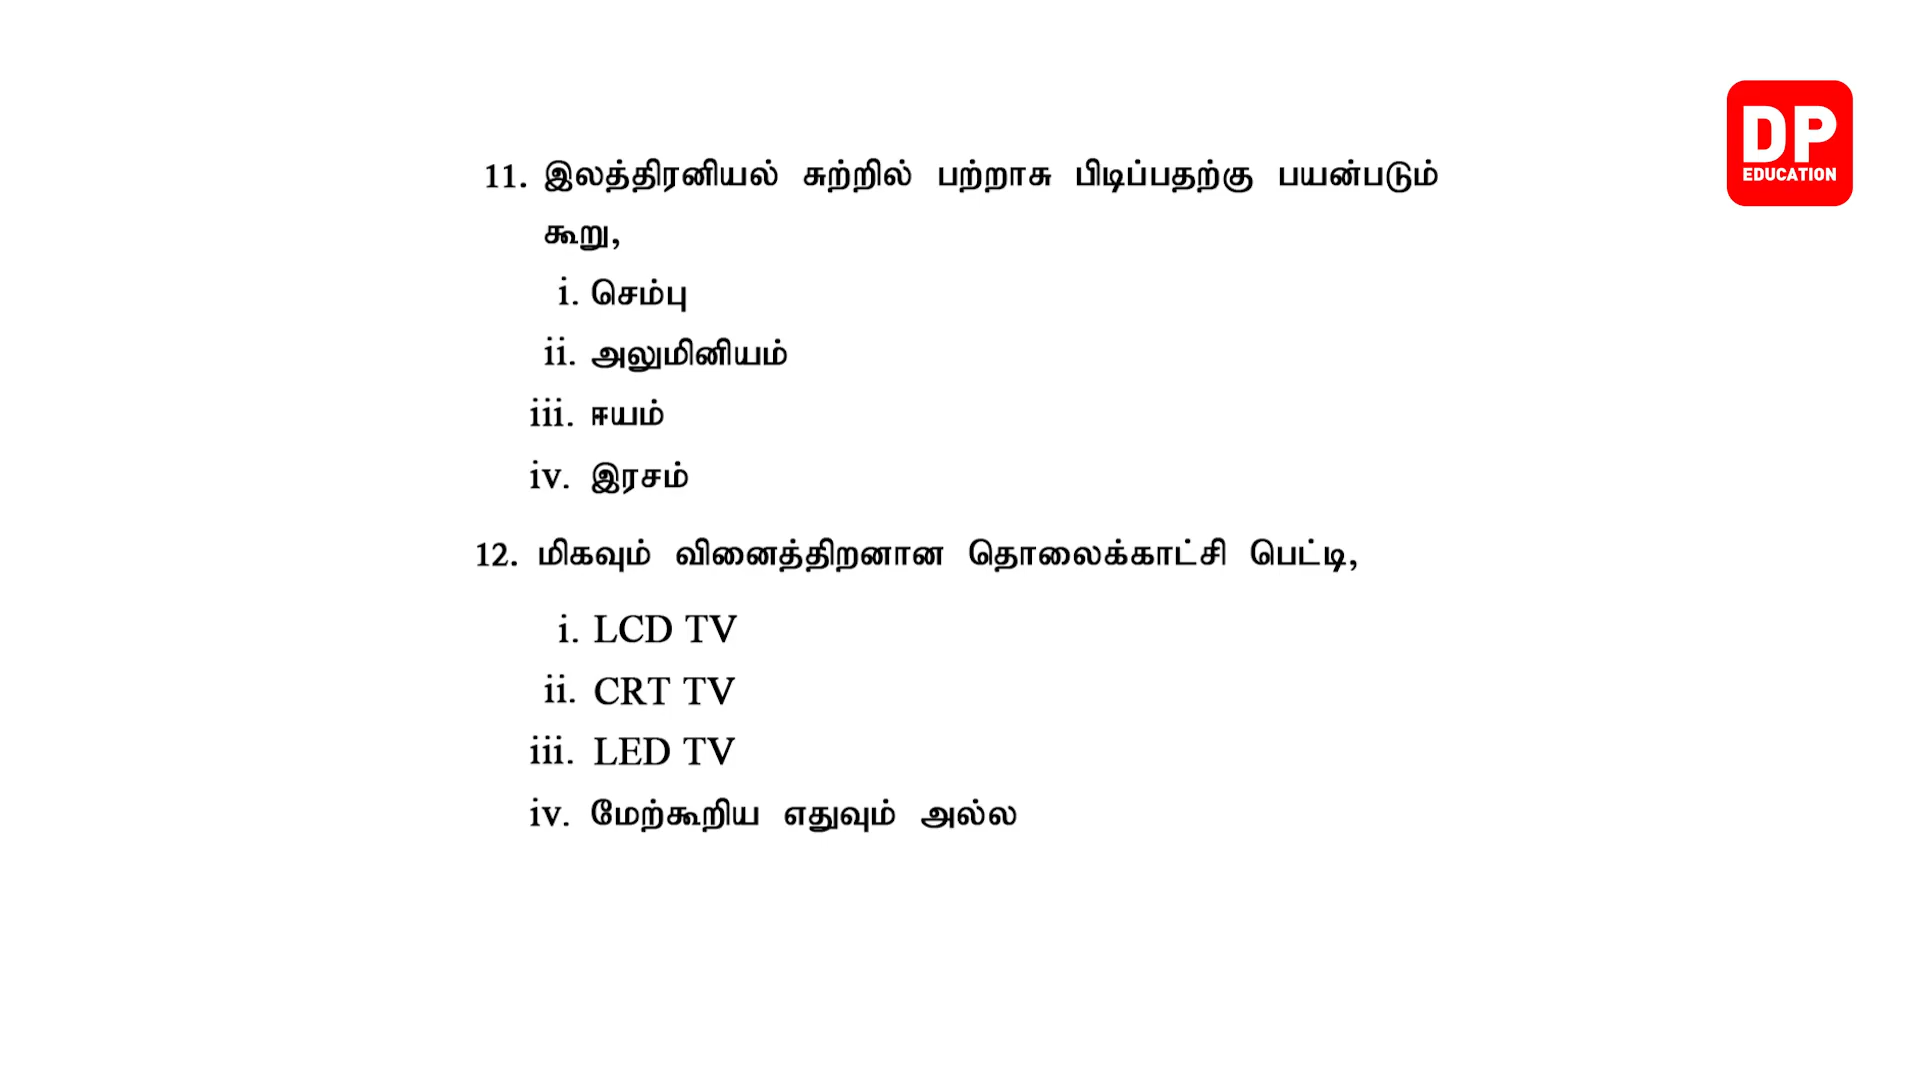 DP
EDUCATION
11. இலத்திரனியல் சுற்றில் பற்றாசு பிடிப்பதற்கு பயன்படும்
கூறு,
i. செம்பு
ii. அலுமினியம்
iii. ஈயம்
iv. இரசம்
12. மிகவும் வினைத்திறனான தொலைக்காட்சி பெட்டி,
i. LCD TV
ii. CRT TV
iii. LED TV
iv. மேற்கூறிய எதுவும் அல்ல